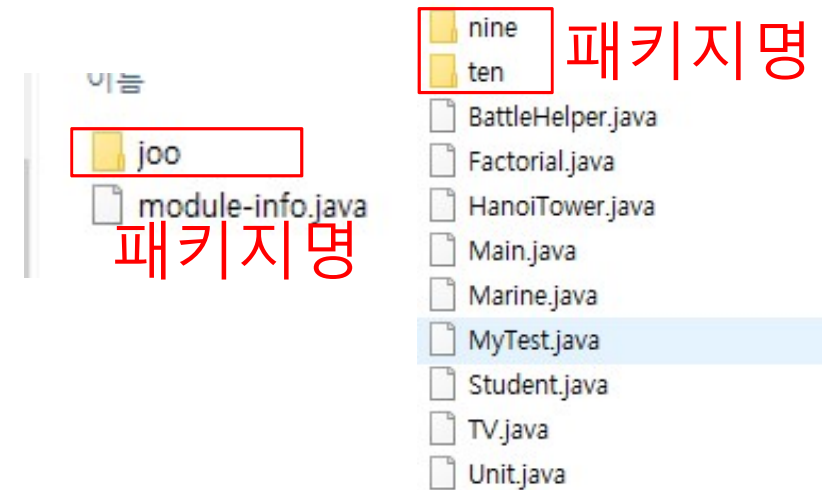 이름
joo
module-info.java
패키지명
nine
ten
패키지명
BattleHelper.java
Factorial.java
HanoiTower.java
Main.java
Marine.java
MyTest.java
Student.java
TV.java
Unit.java